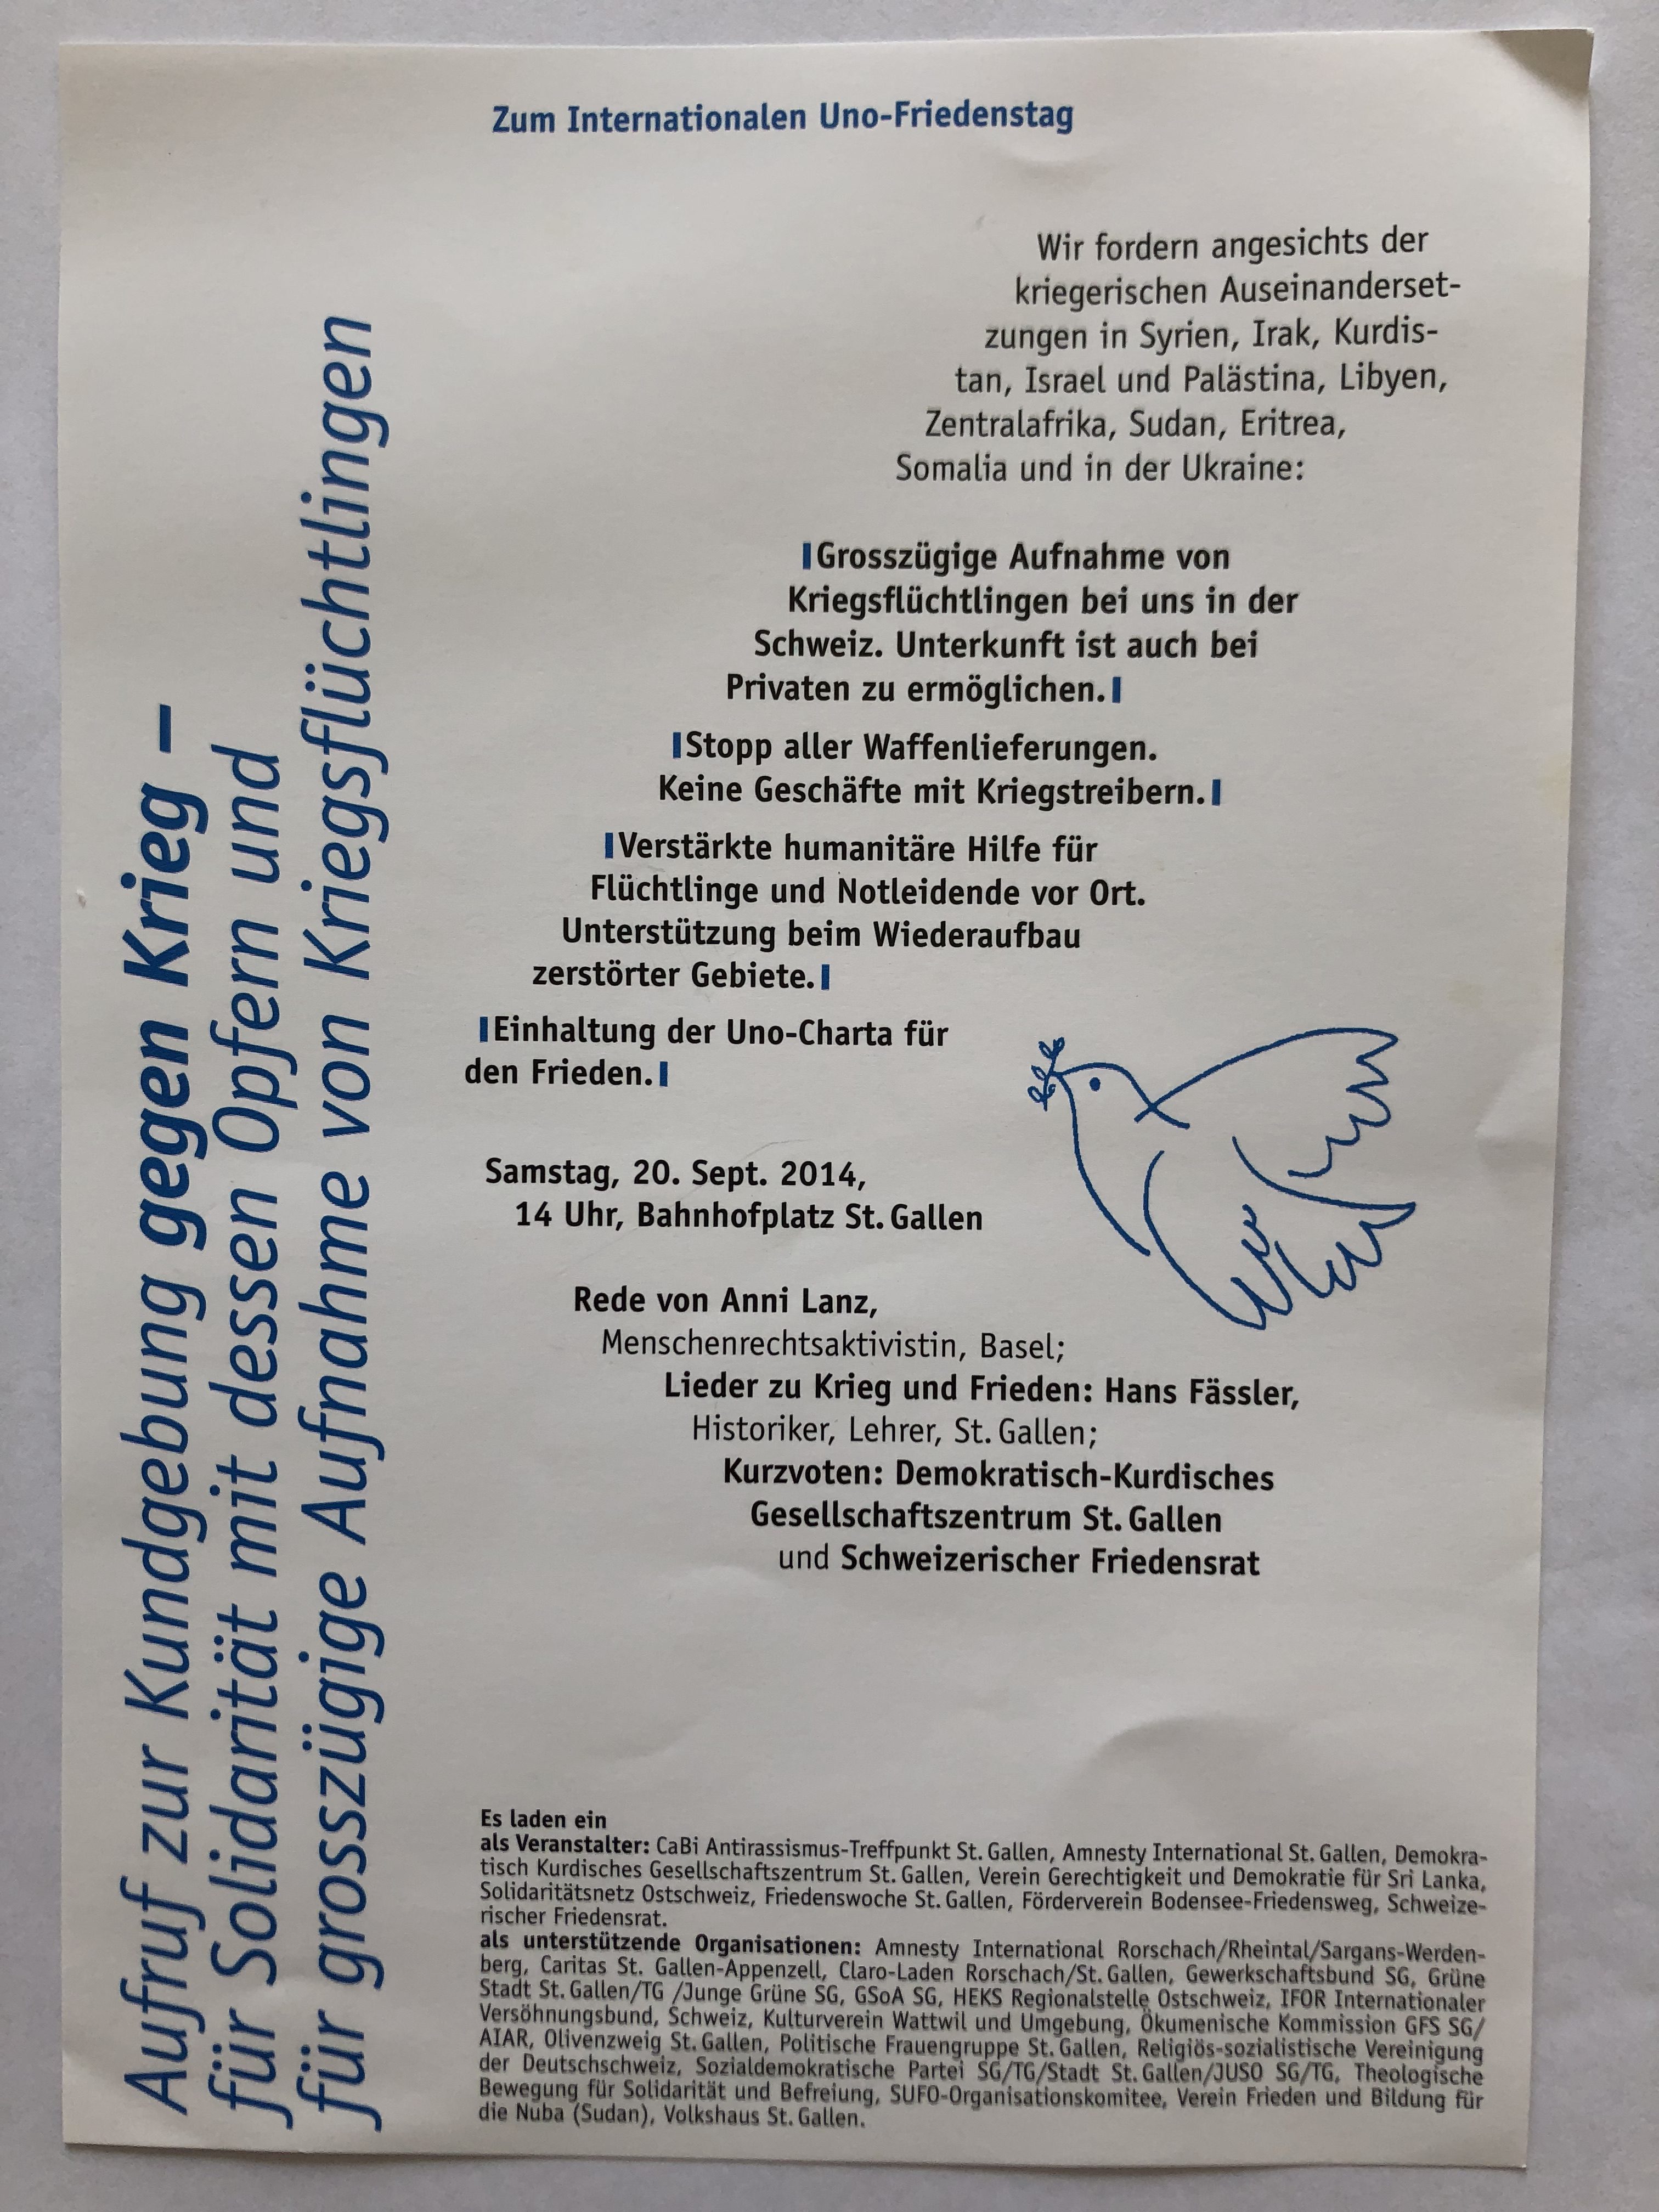 Zum Internationalen Uno-Friedenstag
Aufruf zur Kundgebung gegen Krieg –
für Solidarität mit dessen Opfern und
für grosszügige Aufnahme von Kriegsflüchtlingen
Wir fordern angesichts der
kriegerischen Auseinanderset-
zungen in Syrien, Irak, Kurdis-
tan, Israel und Palästina, Libyen,
Zentralafrika, Sudan, Eritrea,
Somalia und in der Ukraine:
Grosszügige Aufnahme von
Kriegsflüchtlingen bei uns in der
Schweiz. Unterkunft ist auch bei
Privaten zu ermöglichen.
Stopp aller Waffenlieferungen.
Keine Geschäfte mit Kriegstreibern.
Verstärkte humanitäre Hilfe für
Flüchtlinge und Notleidende vor Ort.
Unterstützung beim Wiederaufbau
zerstörter Gebiete.
Einhaltung der Uno-Charta für
den Frieden.
Samstag, 20. Sept. 2014,
14 Uhr, Bahnhofplatz St. Gallen
Rede von Anni Lanz,
Menschenrechtsaktivistin, Basel;
Lieder zu Krieg und Frieden: Hans Fässler,
Historiker, Lehrer, St. Gallen;
Kurzvoten: Demokratisch-Kurdisches
Gesellschaftszentrum St. Gallen
und Schweizerischer Friedensrat
Es laden ein
als Veranstalter: CaBi Antirassismus-Treffpunkt St. Gallen, Amnesty International St. Gallen, Demokra-
tisch Kurdisches Gesellschaftszentrum St. Gallen, Verein Gerechtigkeit und Demokratie für Sri Lanka,
Solidaritätsnetz Ostschweiz, Friedenswoche St. Gallen, Förderverein Bodensee-Friedensweg, Schweize-
rischer Friedensrat.
als unterstützende Organisationen: Amnesty International Rorschach/Rheintal/Sargans-Werden-
berg, Caritas St. Gallen-Appenzell, Claro-Laden Rorschach/St. Gallen, Gewerkschaftsbund SG, Grüne
Stadt St. Gallen/TG /Junge Grüne SG, GSoA SG, HEKS Regionalstelle Ostschweiz, IFOR Internationaler
Versöhnungsbund, Schweiz, Kulturverein Wattwil und Umgebung, Ökumenische Kommission GFS SG/
AIAR, Olivenzweig St. Gallen, Politische Frauengruppe St. Gallen, Religiös-sozialistische Vereinigung
der Deutschschweiz, Sozialdemokratische Partei SG/TG/Stadt St. Gallen/JUSO SG/TG, Theologische
Bewegung für Solidarität und Befreiung, SUFO-Organisationskomitee, Verein Frieden und Bildung für
die Nuba (Sudan), Volkshaus St. Gallen.